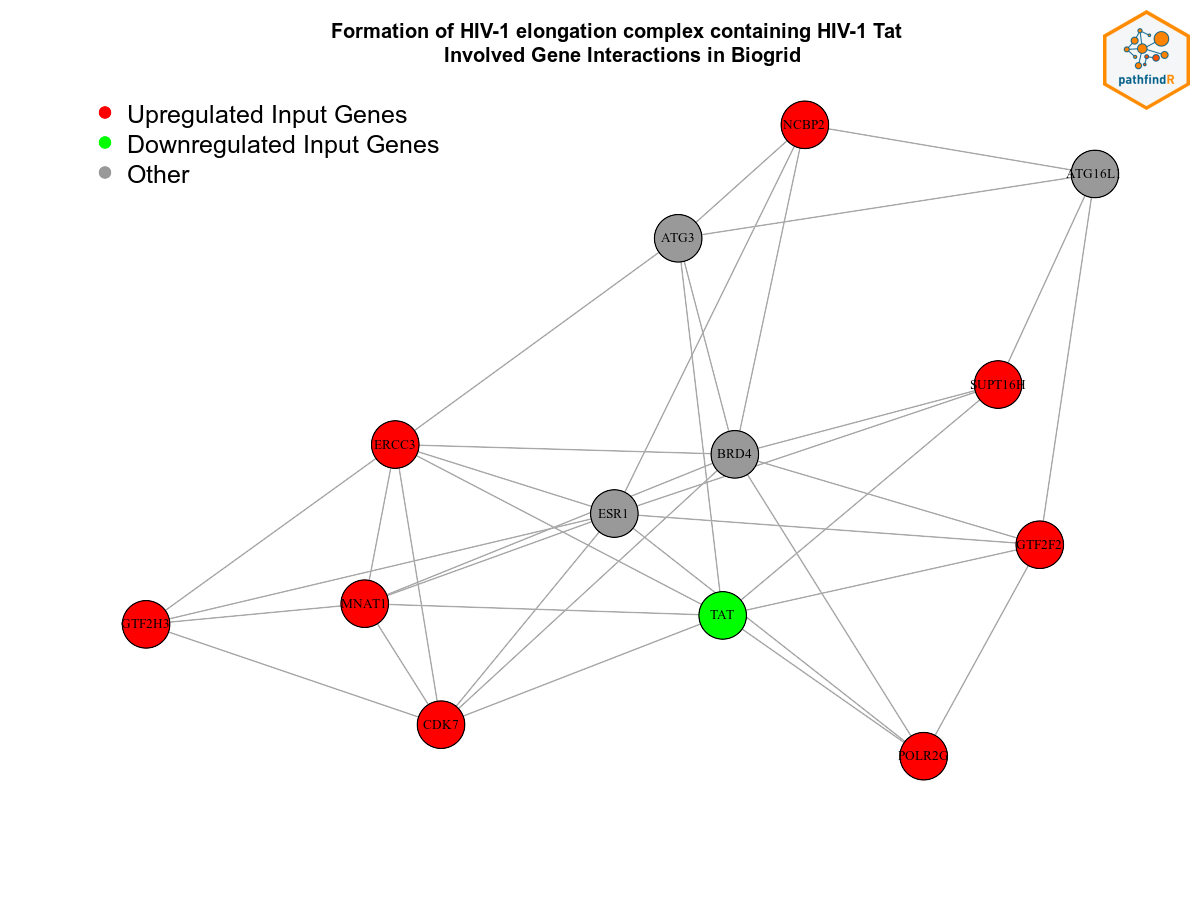 Formation of HIV-1 elongation complex containing HIV-1 Tat
Involved Gene Interactions in Biogrid
pathfindR
Upregulated Input Genes
Downregulated Input Genes
Other
NCBP2
ATG16L1
ATG3
SUPT16H
ERCC3
BRD4
ESR1
GTF2F2
MNAT1
TAT
GTF2H3
CDK7
POLR2G